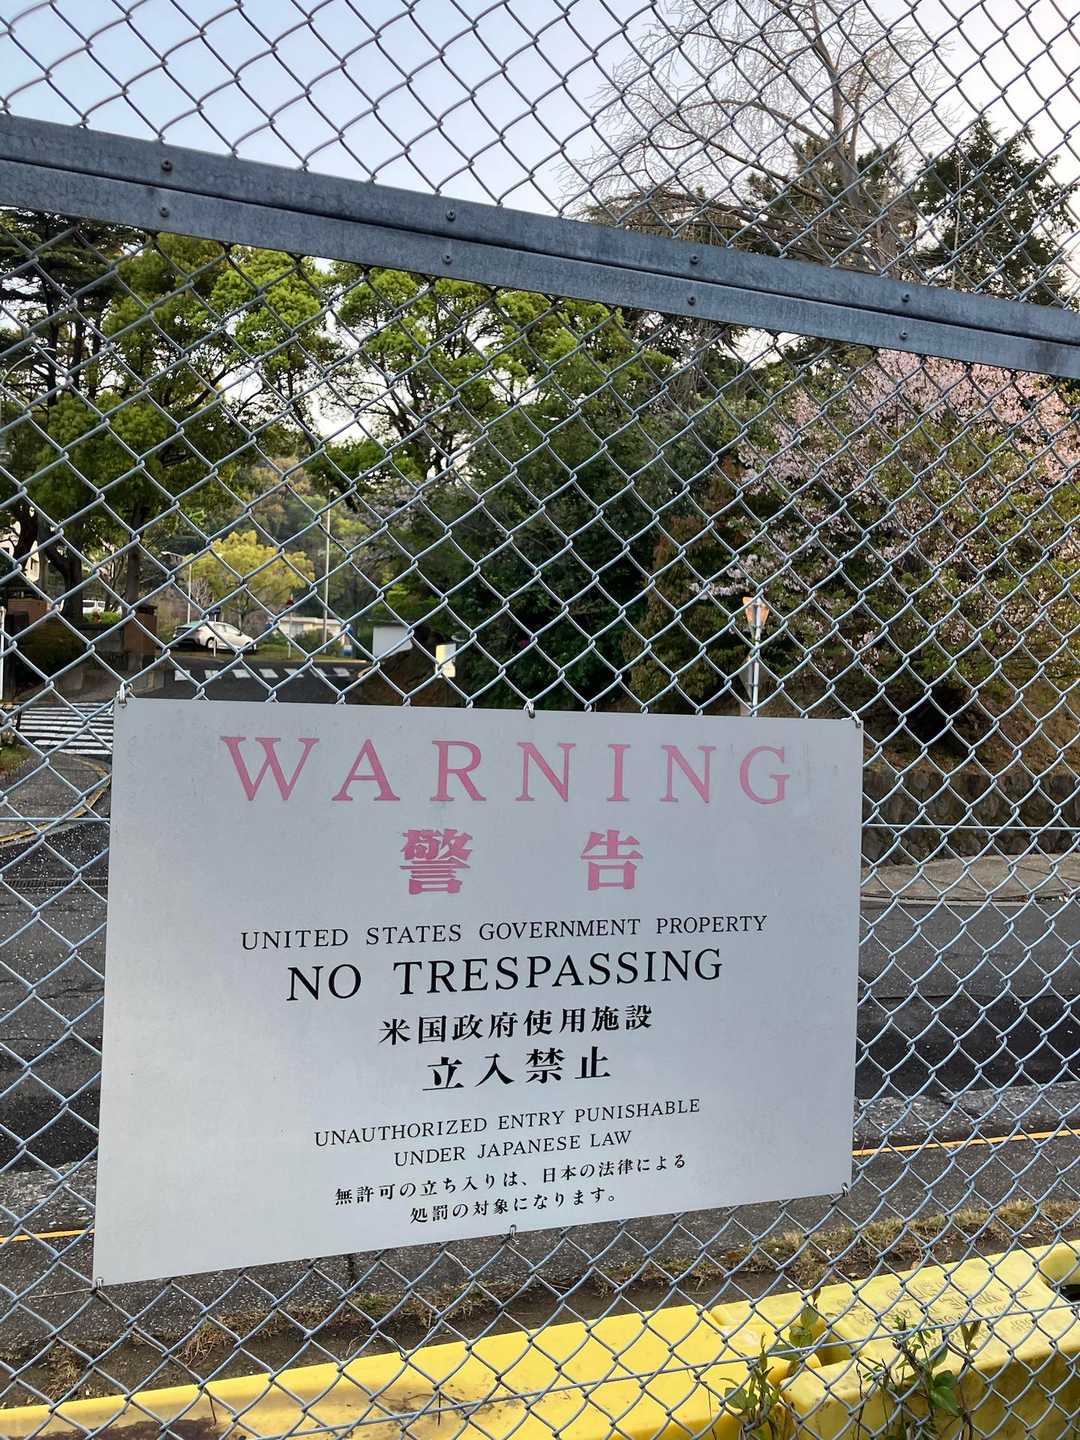 WARNING
警告
UNITED STATES GOVERNMENT PROPERTY
NO TRESPASSING
米国政府使用施設
立入禁止
UNAUTHORIZED ENTRY PUNISHABLE
UNDER JAPANESE LAW
無許可の立ち入りは、日本の法律による
処罰の対象になります。